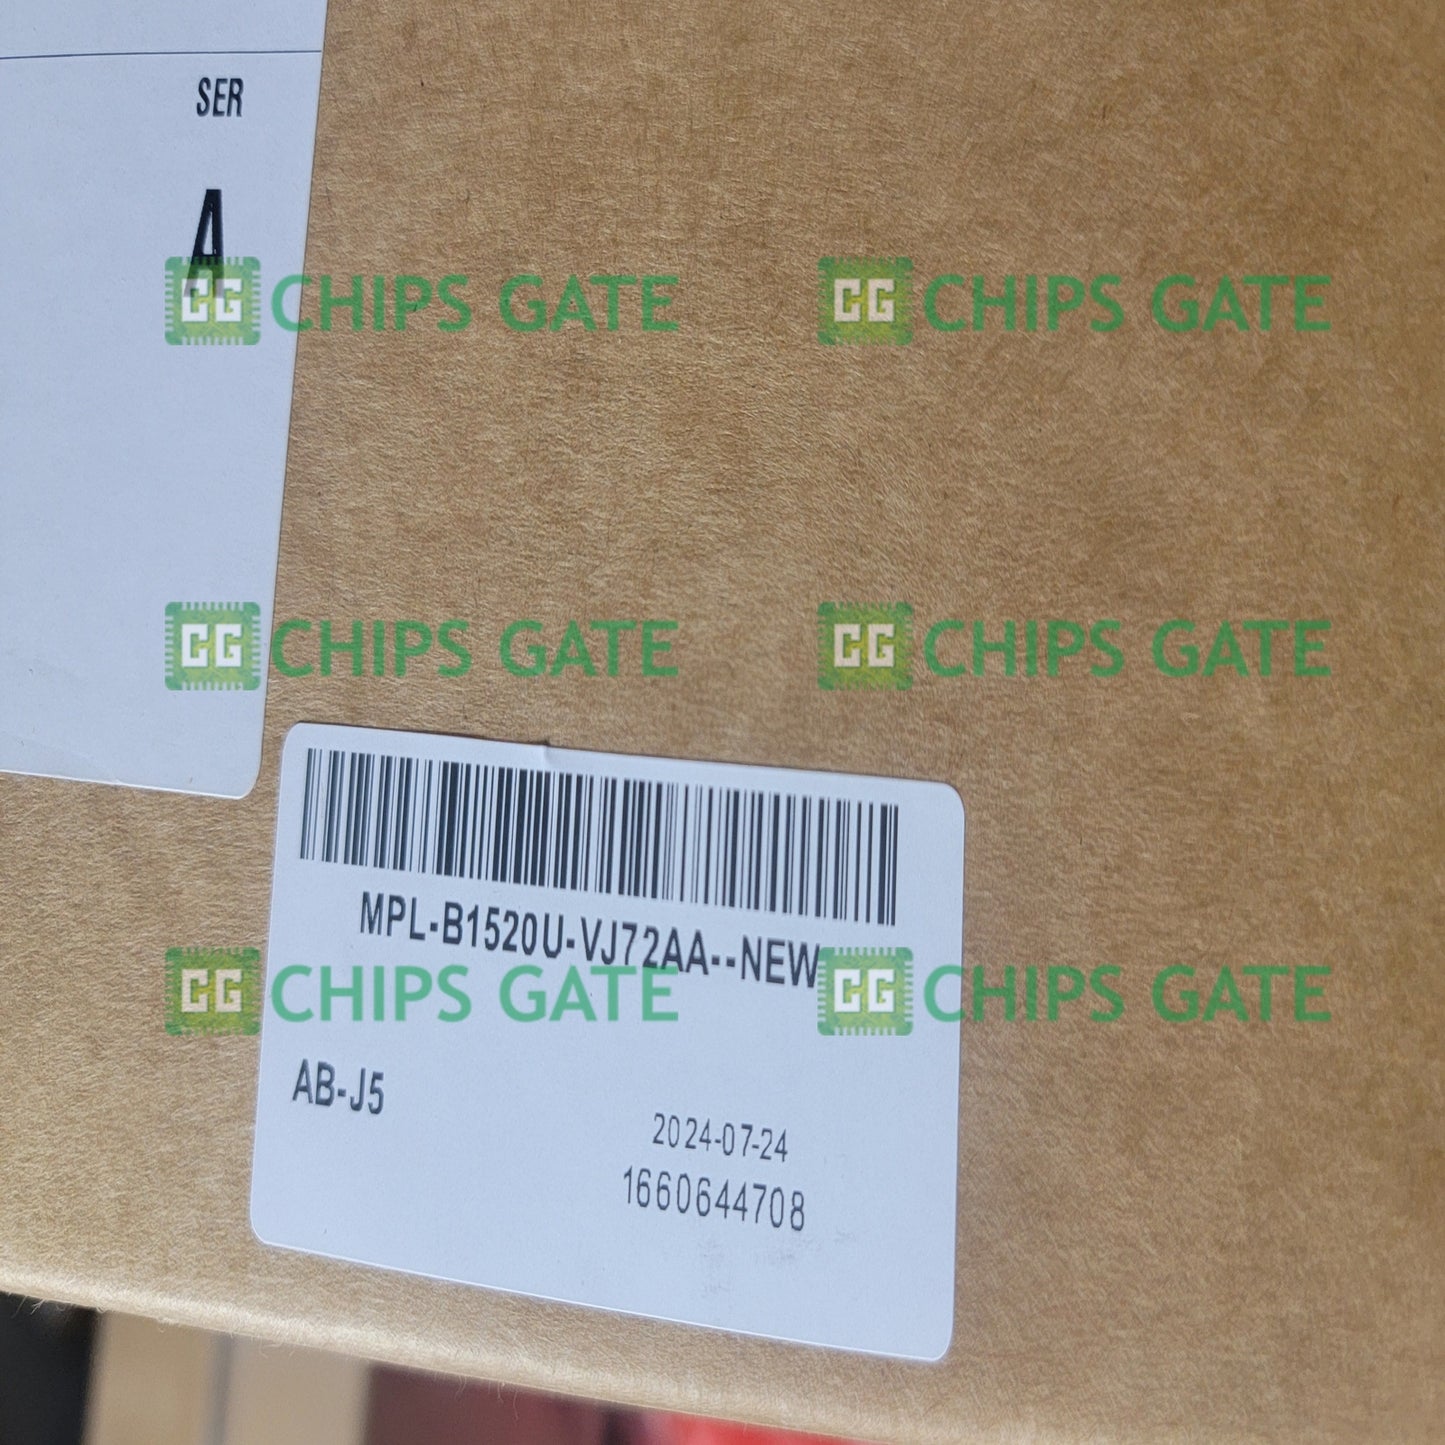 SER
A
CG CHIPS GATE
CG CHIPS GATE
CG CHIPS GATE
CG CHIPS GATE
MPL-B1520U-VJ72AA--NEW
CG CHIPS GATE
CG CHIPS GATE
AB-J5
2024-07-24
1660644708